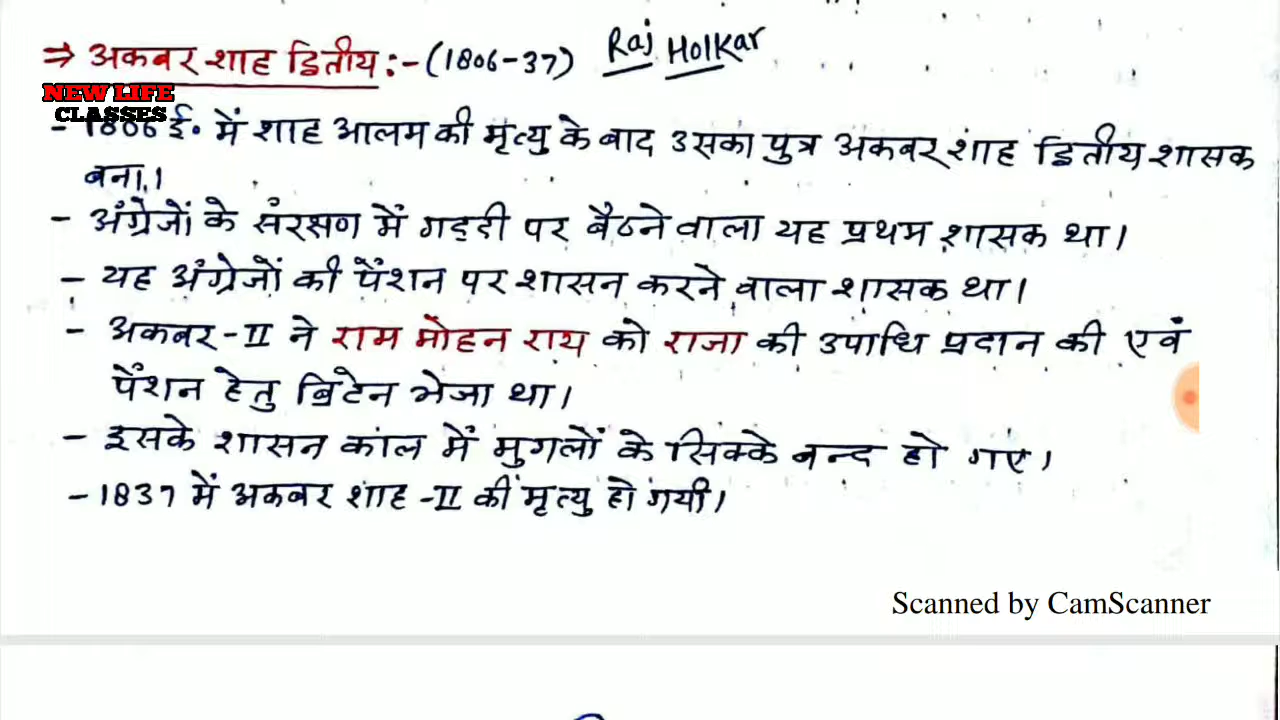 ⇒ अकबर शाह द्वितीय :- (1806-37) Raj Holkar
NEW LIFE
CLASSES
- 1806 ई० में शाह आलम की मृत्यु के बाद उसका पुत्र अकबर शाह द्वितीय शासक
बना।
- अंग्रेजों के संरक्षण में गद्दी पर बैठने वाला यह प्रथम शासक था।
- यह अंग्रेजों की पेंशन पर शासन करने वाला शासक था।
- अकबर-II ने राम मोहन राय को राजा की उपाधि प्रदान की एवं
पेंशन हेतु ब्रिटेन भेजा था।
- इसके शासन काल में मुगलों के सिक्के बन्द हो गए।
- 1837 में अकबर शाह-II की मृत्यु हो गयी।
Scanned by CamScanner